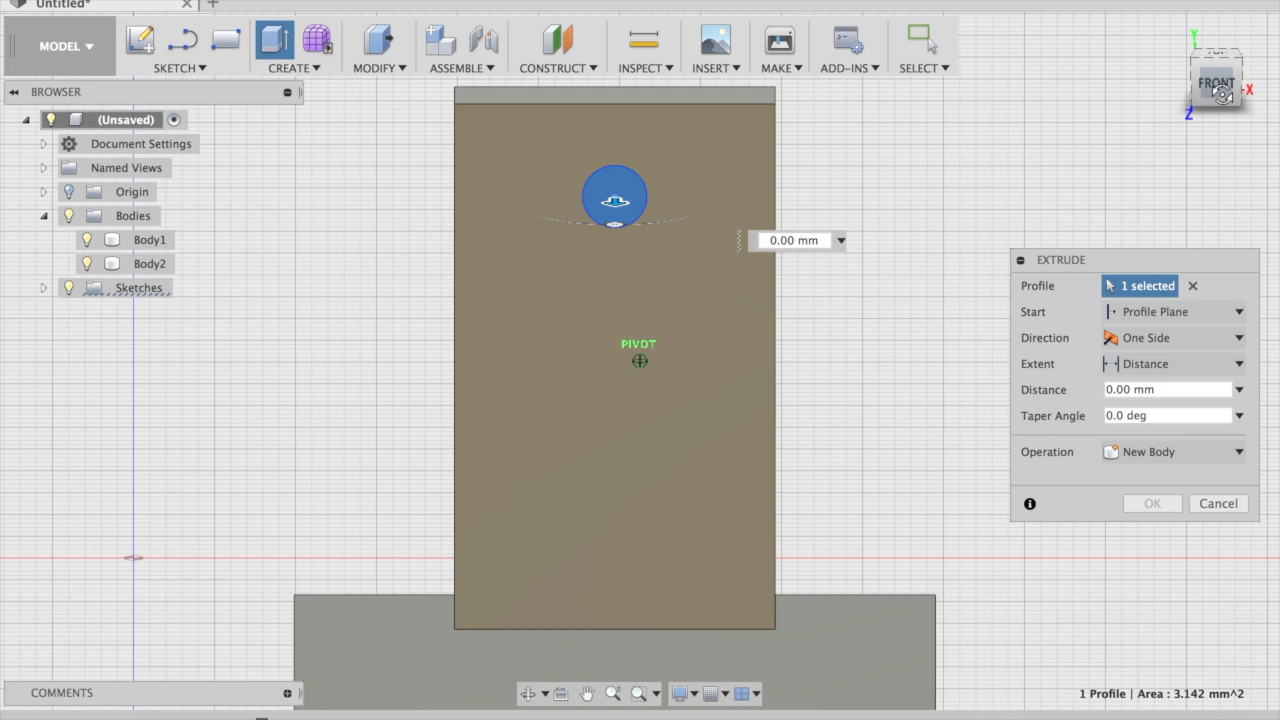 Untitled*
MODEL
SKETCH
CREATE
MODIFY
ASSEMBLE
CONSTRUCT
INSPECT
INSERT
MAKE
ADD-INS
SELECT
Y
FRONT
X
Z
BROWSER
(Unsaved)
Document Settings
Named Views
Origin
Bodies
Body1
Body2
Sketches
0.00 mm
PIVOT
EXTRUDE
Profile 1 selected
Start Profile Plane
Direction One Side
Extent Distance
Distance 0.00 mm
Taper Angle 0.0 deg
Operation New Body
OK Cancel
COMMENTS
1 Profile | Area : 3.142 mm^2